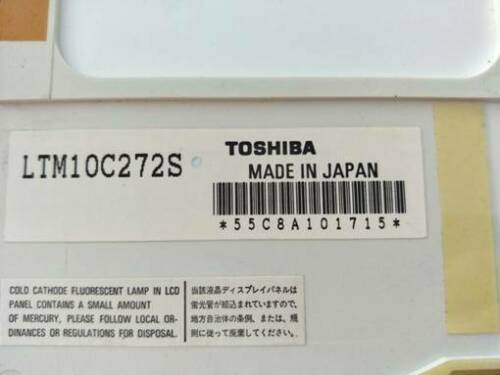 LTM10C272S
TOSHIBA
MADE IN JAPAN
*55C8A101715*
COLD CATHODE FLUORESCENT LAMP IN LCD
PANEL CONTAINS A SMALL AMOUNT
OF MERCURY, PLEASE FOLLOW LOCAL OR-
DINANCES OR REGULATIONS FOR DISPOSAL.
当該液晶ディスプレイパネルは
蛍光管が組込まれていますので、
地方自治体の条例、または、規
則に従って廃棄してください。